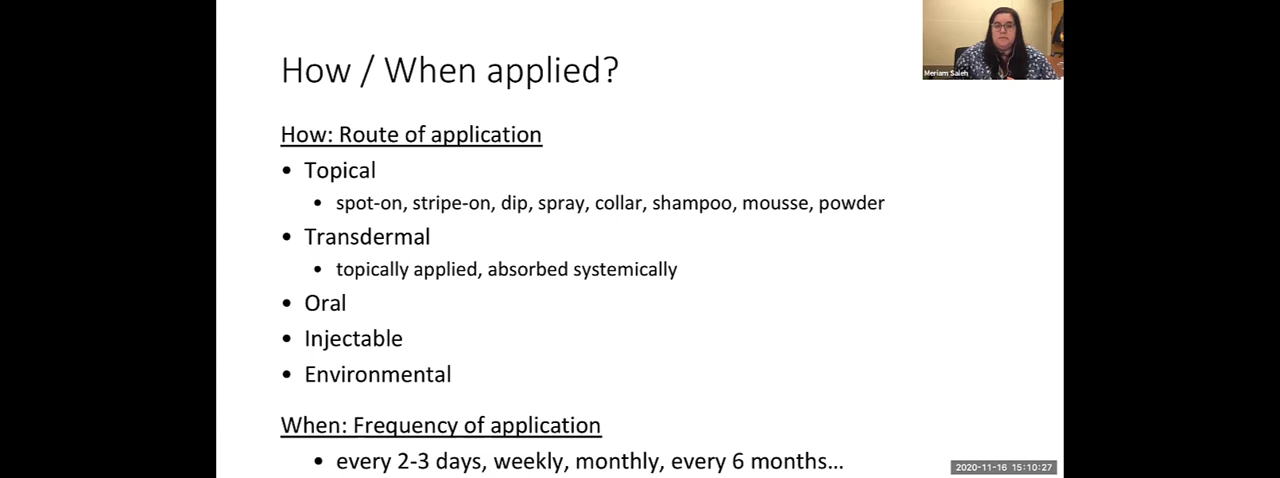 How / When applied?
Meriam Saleh
How: Route of application
• Topical
• spot-on, stripe-on, dip, spray, collar, shampoo, mousse, powder
• Transdermal
• topically applied, absorbed systemically
• Oral
• Injectable
• Environmental
When: Frequency of application
• every 2-3 days, weekly, monthly, every 6 months...
2020-11-16 15:10:27